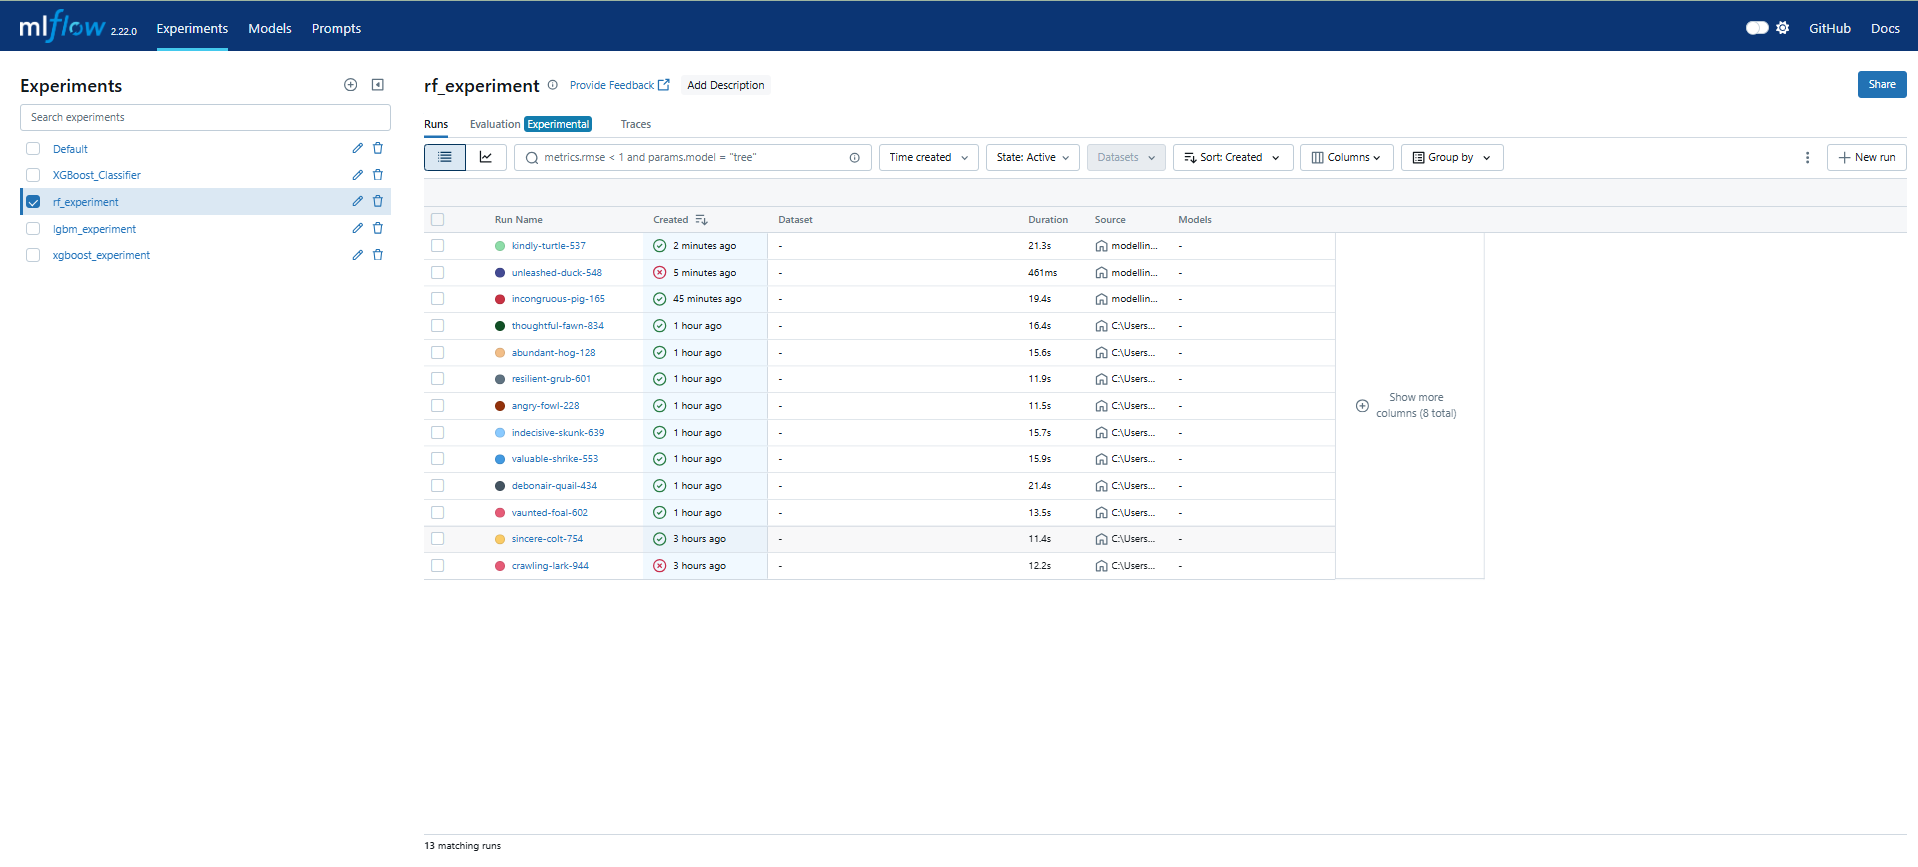 mlflow 2.22.0 Experiments Models Prompts GitHub Docs
Experiments
Search experiments
Default
XGBoost_Classifier
rf_experiment
lgbm_experiment
xgboost_experiment
rf_experiment Provide Feedback Add Description Share
Runs Evaluation Experimental Traces
metrics.rmse < 1 and params.model = "tree" Time created State: Active Datasets Sort: Created Columns Group by New run
Run Name Created Dataset Duration Source Models
kindly-turtle-537 2 minutes ago - 21.3s modellin... -
unleashed-duck-548 5 minutes ago - 461ms modellin... -
incongruous-pig-165 45 minutes ago - 19.4s modellin... -
thoughtful-fawn-834 1 hour ago - 16.4s C:\Users... -
abundant-hog-128 1 hour ago - 15.6s C:\Users... -
resilient-grub-601 1 hour ago - 11.9s C:\Users... -
angry-fowl-228 1 hour ago - 11.5s C:\Users... -
indecisive-skunk-639 1 hour ago - 15.7s C:\Users... -
valuable-shrike-553 1 hour ago - 15.9s C:\Users... -
debonair-quail-434 1 hour ago - 21.4s C:\Users... -
vaunted-foal-602 1 hour ago - 13.5s C:\Users... -
sincere-colt-754 3 hours ago - 11.4s C:\Users... -
crawling-lark-944 3 hours ago - 12.2s C:\Users... -
Show more
columns (8 total)
13 matching runs